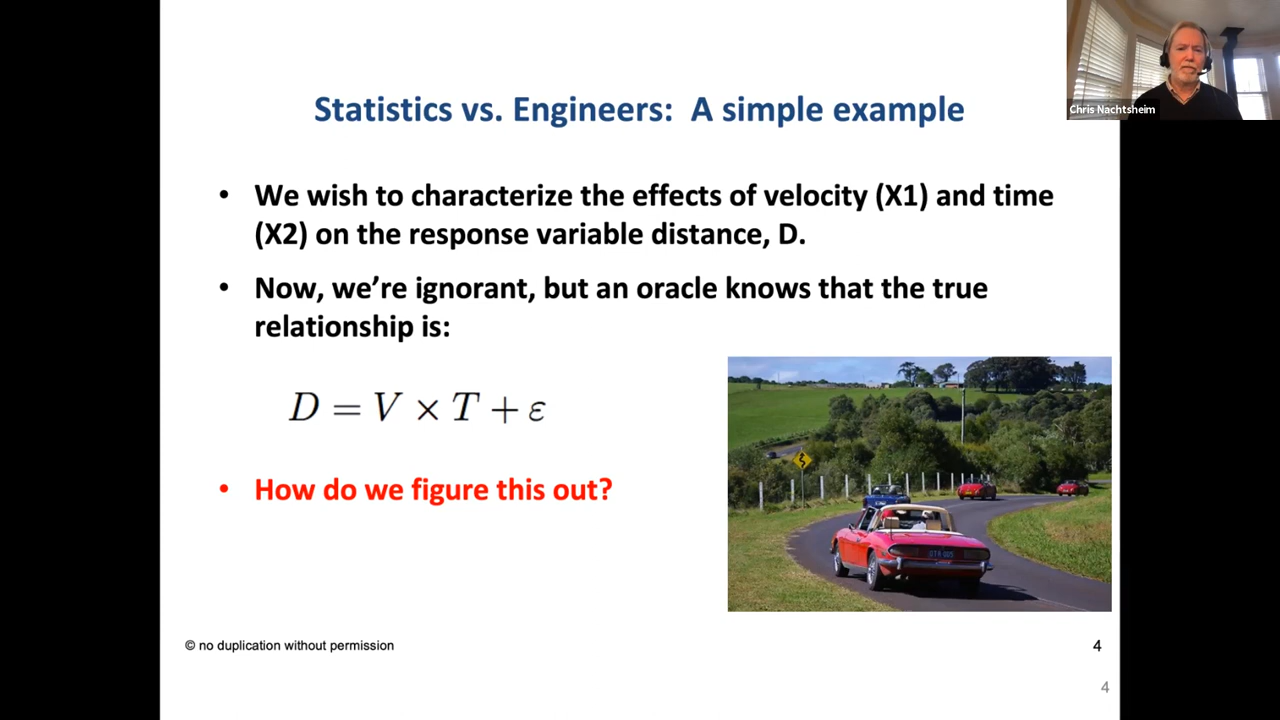 Chris Nachtsheim
Statistics vs. Engineers: A simple example
• We wish to characterize the effects of velocity (X1) and time
(X2) on the response variable distance, D.
• Now, we're ignorant, but an oracle knows that the true
relationship is:
D = V × T + ε
• How do we figure this out?
© no duplication without permission
4
4